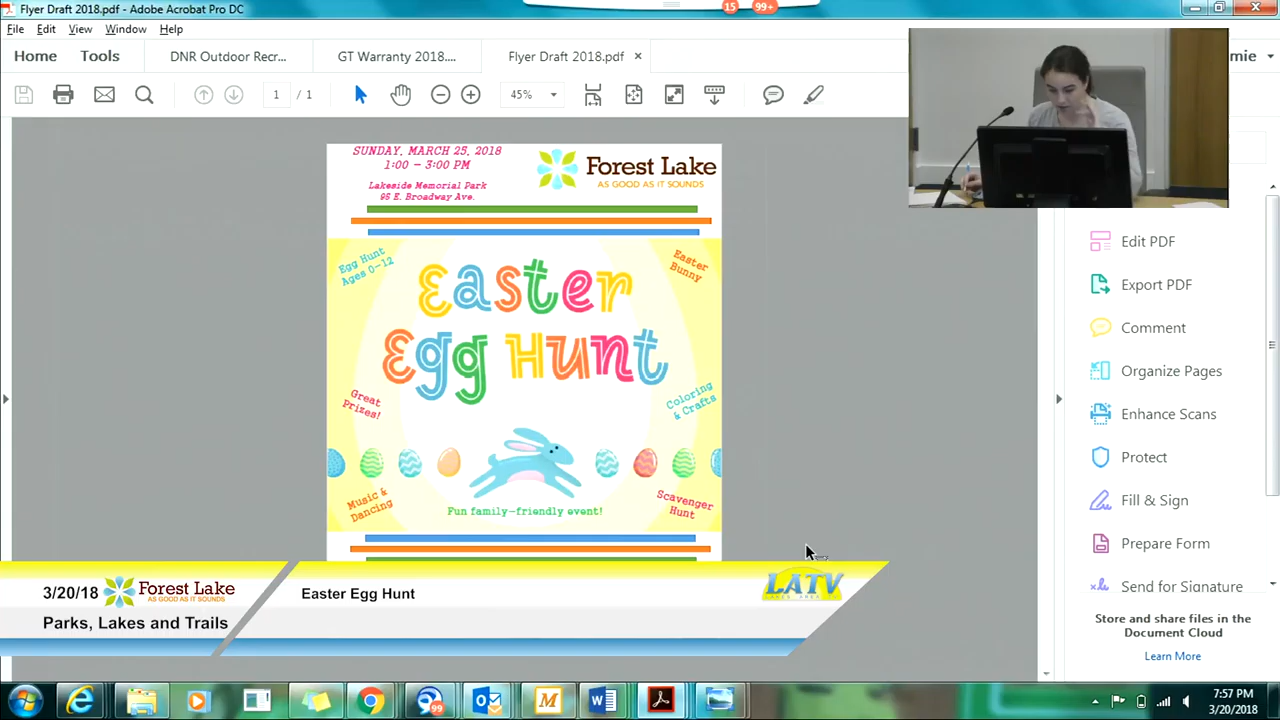 Flyer Draft 2018.pdf - Adobe Acrobat Pro DC
15
99+
File Edit View Window Help
Home Tools DNR Outdoor Recr... GT Warranty 2018.... Flyer Draft 2018.pdf × mie
1 / 1 45%
SUNDAY, MARCH 25, 2018
1:00 – 3:00 PM
Lakeside Memorial Park
95 E. Broadway Ave.
Forest Lake
AS GOOD AS IT SOUNDS
Egg Hunt
Ages 0-12
Easter
Bunny
Easter
Egg Hunt
Great
Prizes!
Coloring
& Crafts
Music &
Dancing
Scavenger
Hunt
Fun family-friendly event!
Edit PDF
Export PDF
Comment
Organize Pages
Enhance Scans
Protect
Fill & Sign
Prepare Form
Send for Signature
Store and share files in the
Document Cloud
Learn More
3/20/18 Forest Lake
AS GOOD AS IT SOUNDS
Parks, Lakes and Trails
Easter Egg Hunt
LATV
99
7:57 PM
3/20/2018